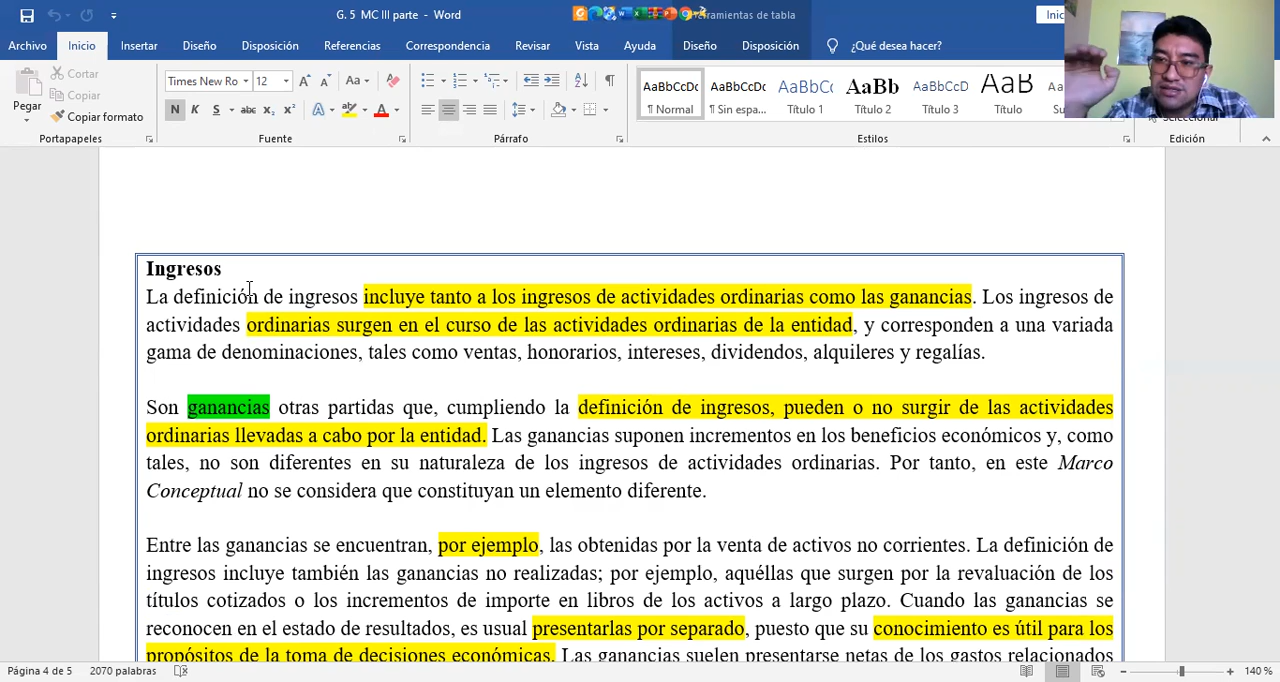 G. 5 MC III parte - Word
rramientas de tabla
Inic
Archivo Inicio Insertar Diseño Disposición Referencias Correspondencia Revisar Vista Ayuda Diseño Disposición ¿Qué desea hacer?
Pegar
Cortar
Copiar
Copiar formato
Portapapeles
Times New Ro 12
Aa
N K S abc x₂ x²
Fuente
Párrafo
AaBbCcDc AaBbCcDc AaBbCc AaBb AaBbCcD AaB Aa
¶ Normal ¶ Sin espa... Título 1 Título 2 Título 3 Título
Estilos
Seleccionar
Edición
Ingresos
La definición de ingresos incluye tanto a los ingresos de actividades ordinarias como las ganancias. Los ingresos de
actividades ordinarias surgen en el curso de las actividades ordinarias de la entidad, y corresponden a una variada
gama de denominaciones, tales como ventas, honorarios, intereses, dividendos, alquileres y regalías.
Son ganancias otras partidas que, cumpliendo la definición de ingresos, pueden o no surgir de las actividades
ordinarias llevadas a cabo por la entidad. Las ganancias suponen incrementos en los beneficios económicos y, como
tales, no son diferentes en su naturaleza de los ingresos de actividades ordinarias. Por tanto, en este Marco
Conceptual no se considera que constituyan un elemento diferente.
Entre las ganancias se encuentran, por ejemplo, las obtenidas por la venta de activos no corrientes. La definición de
ingresos incluye también las ganancias no realizadas; por ejemplo, aquéllas que surgen por la revaluación de los
títulos cotizados o los incrementos de importe en libros de los activos a largo plazo. Cuando las ganancias se
reconocen en el estado de resultados, es usual presentarlas por separado, puesto que su conocimiento es útil para los
propósitos de la toma de decisiones económicas. Las ganancias suelen presentarse netas de los gastos relacionados
Página 4 de 5 2070 palabras 140 %